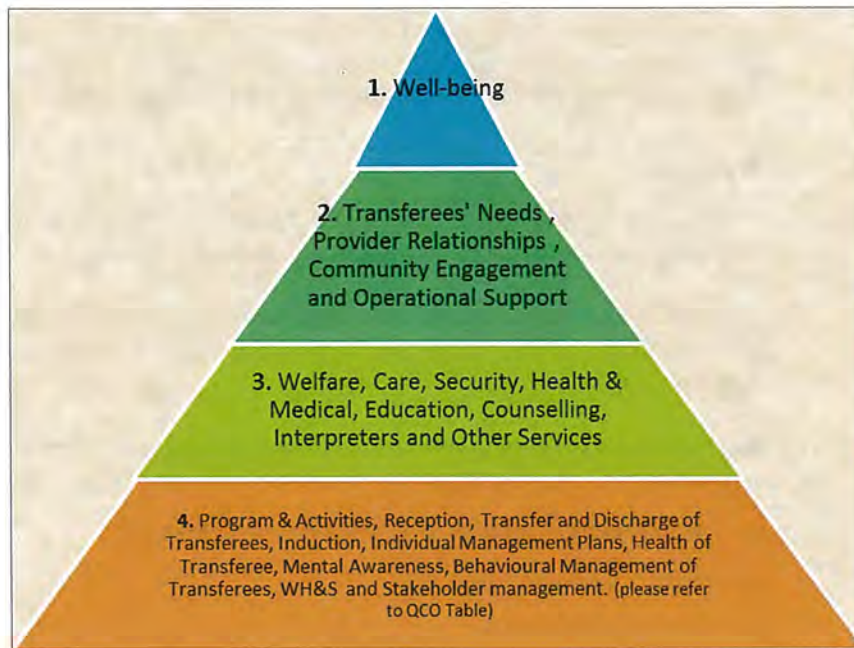 1. Well-being
2. Transferees' Needs ,
Provider Relationships ,
Community Engagement
and Operational Support
3. Welfare, Care, Security, Health &
Medical, Education, Counselling,
Interpreters and Other Services
4. Program & Activities, Reception, Transfer and Discharge of
Transferees, Induction, Individual Management Plans, Health of
Transferee, Mental Awareness, Behavioural Management of
Transferees, WH&S and Stakeholder management. (please refer
to QCO Table)